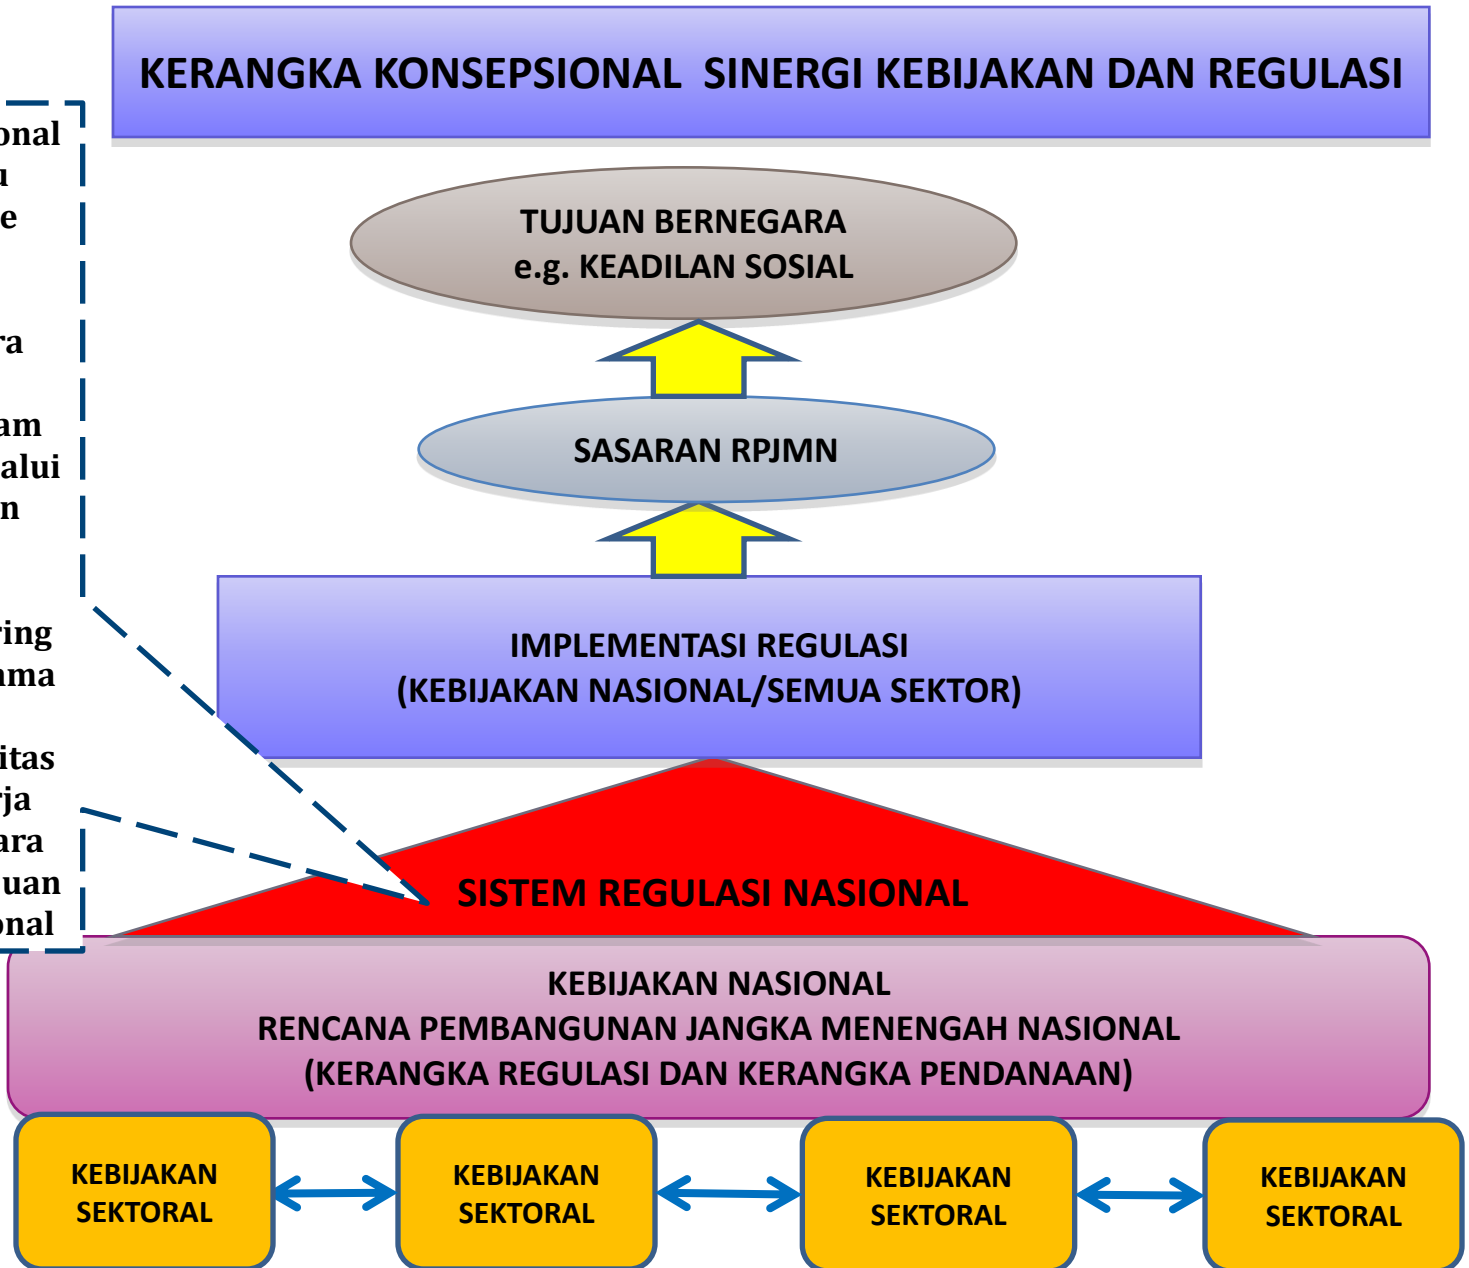 KERANGKA KONSEPSIONAL SINERGI KEBIJAKAN DAN REGULASI
TUJUAN BERNEGARA
e.g. KEADILAN SOSIAL
SASARAN RPJMN
IMPLEMENTASI REGULASI
(KEBIJAKAN NASIONAL/SEMUA SEKTOR)
SISTEM REGULASI NASIONAL
KEBIJAKAN NASIONAL
RENCANA PEMBANGUNAN JANGKA MENENGAH NASIONAL
(KERANGKA REGULASI DAN KERANGKA PENDANAAN)
KEBIJAKAN
SEKTORAL
KEBIJAKAN
SEKTORAL
KEBIJAKAN
SEKTORAL
KEBIJAKAN
SEKTORAL